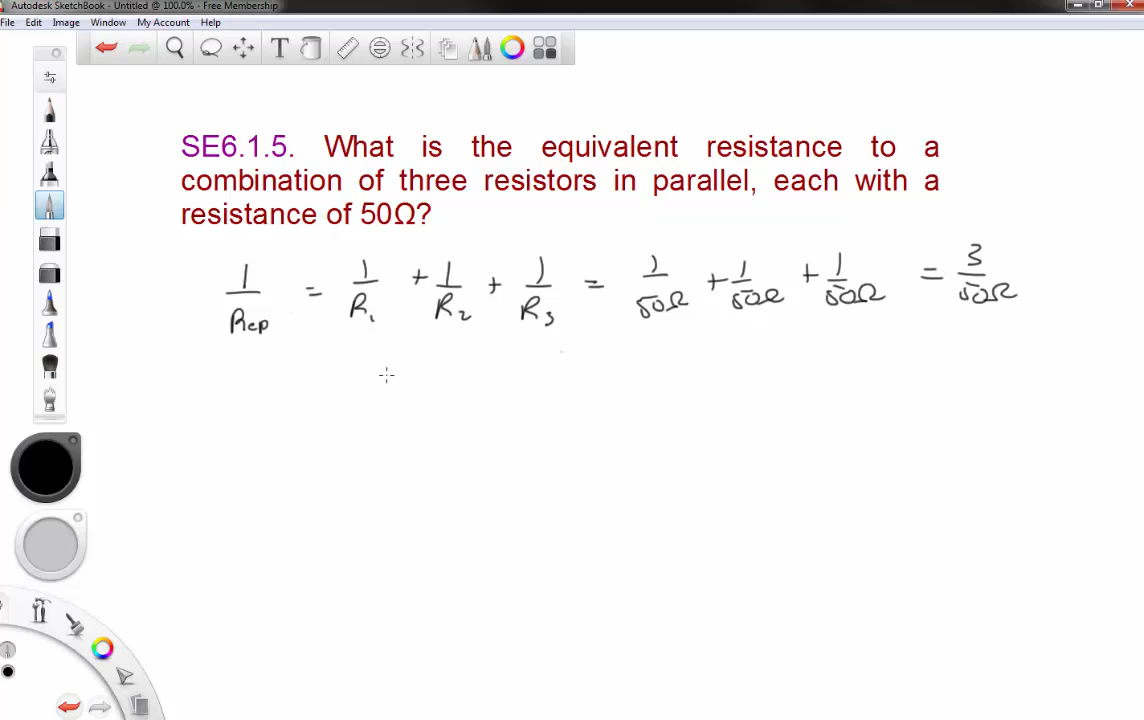 Autodesk SketchBook - Untitled @ 100.0% - Free Membership
File Edit Image Window My Account Help
T
SE6.1.5. What is the equivalent resistance to a
combination of three resistors in parallel, each with a
resistance of 50Ω?
1/Rep = 1/R₁ + 1/R₂ + 1/R₃ = 1/50Ω + 1/50Ω + 1/50Ω = 3/50Ω